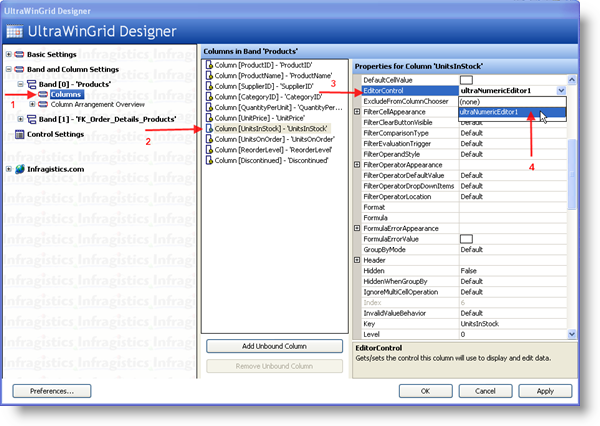 UltraWinGrid Designer
UltraWinGrid Designer
Basic Settings
Band and Column Settings
Band [0] - 'Products'
1
Columns
Column Arrangement Overview
Band [1] - 'FK_Order_Details_Products'
Control Settings
Infragistics.com
Columns in Band 'Products'
Column [ProductID] - 'ProductID'
Column [ProductName] - 'ProductName'
Column [SupplierID] - 'SupplierID'
Column [CategoryID] - 'CategoryID'
Column [QuantityPerUnit] - 'QuantityPer...
Column [UnitPrice] - 'UnitPrice'
Column [UnitsInStock] - 'UnitsInStock'
2
Column [UnitsOnOrder] - 'UnitsOnOrder'
Column [ReorderLevel] - 'ReorderLevel'
Column [Discontinued] - 'Discontinued'
Add Unbound Column
Remove Unbound Column
Properties for Column 'UnitsInStock'
DefaultCellValue
3
EditorControl ultraNumericEditor1
ExcludeFromColumnChooser (none)
FilterCellAppearance ultraNumericEditor1
FilterClearButtonVisible Default
FilterComparisonType Default
FilterEvaluationTrigger Default
FilterOperandStyle Default
4
FilterOperatorAppearance
FilterOperatorDefaultValue Default
FilterOperatorDropDownItems Default
FilterOperatorLocation Default
Format
Formula
FormulaErrorAppearance
FormulaErrorValue
GroupByMode Default
Header
Hidden False
HiddenWhenGroupBy Default
IgnoreMultiCellOperation Default
Index 6
InvalidValueBehavior Default
Key UnitsInStock
Level 0
EditorControl
Gets/sets the control this column will use to display and edit data.
Preferences...
OK
Cancel
Apply